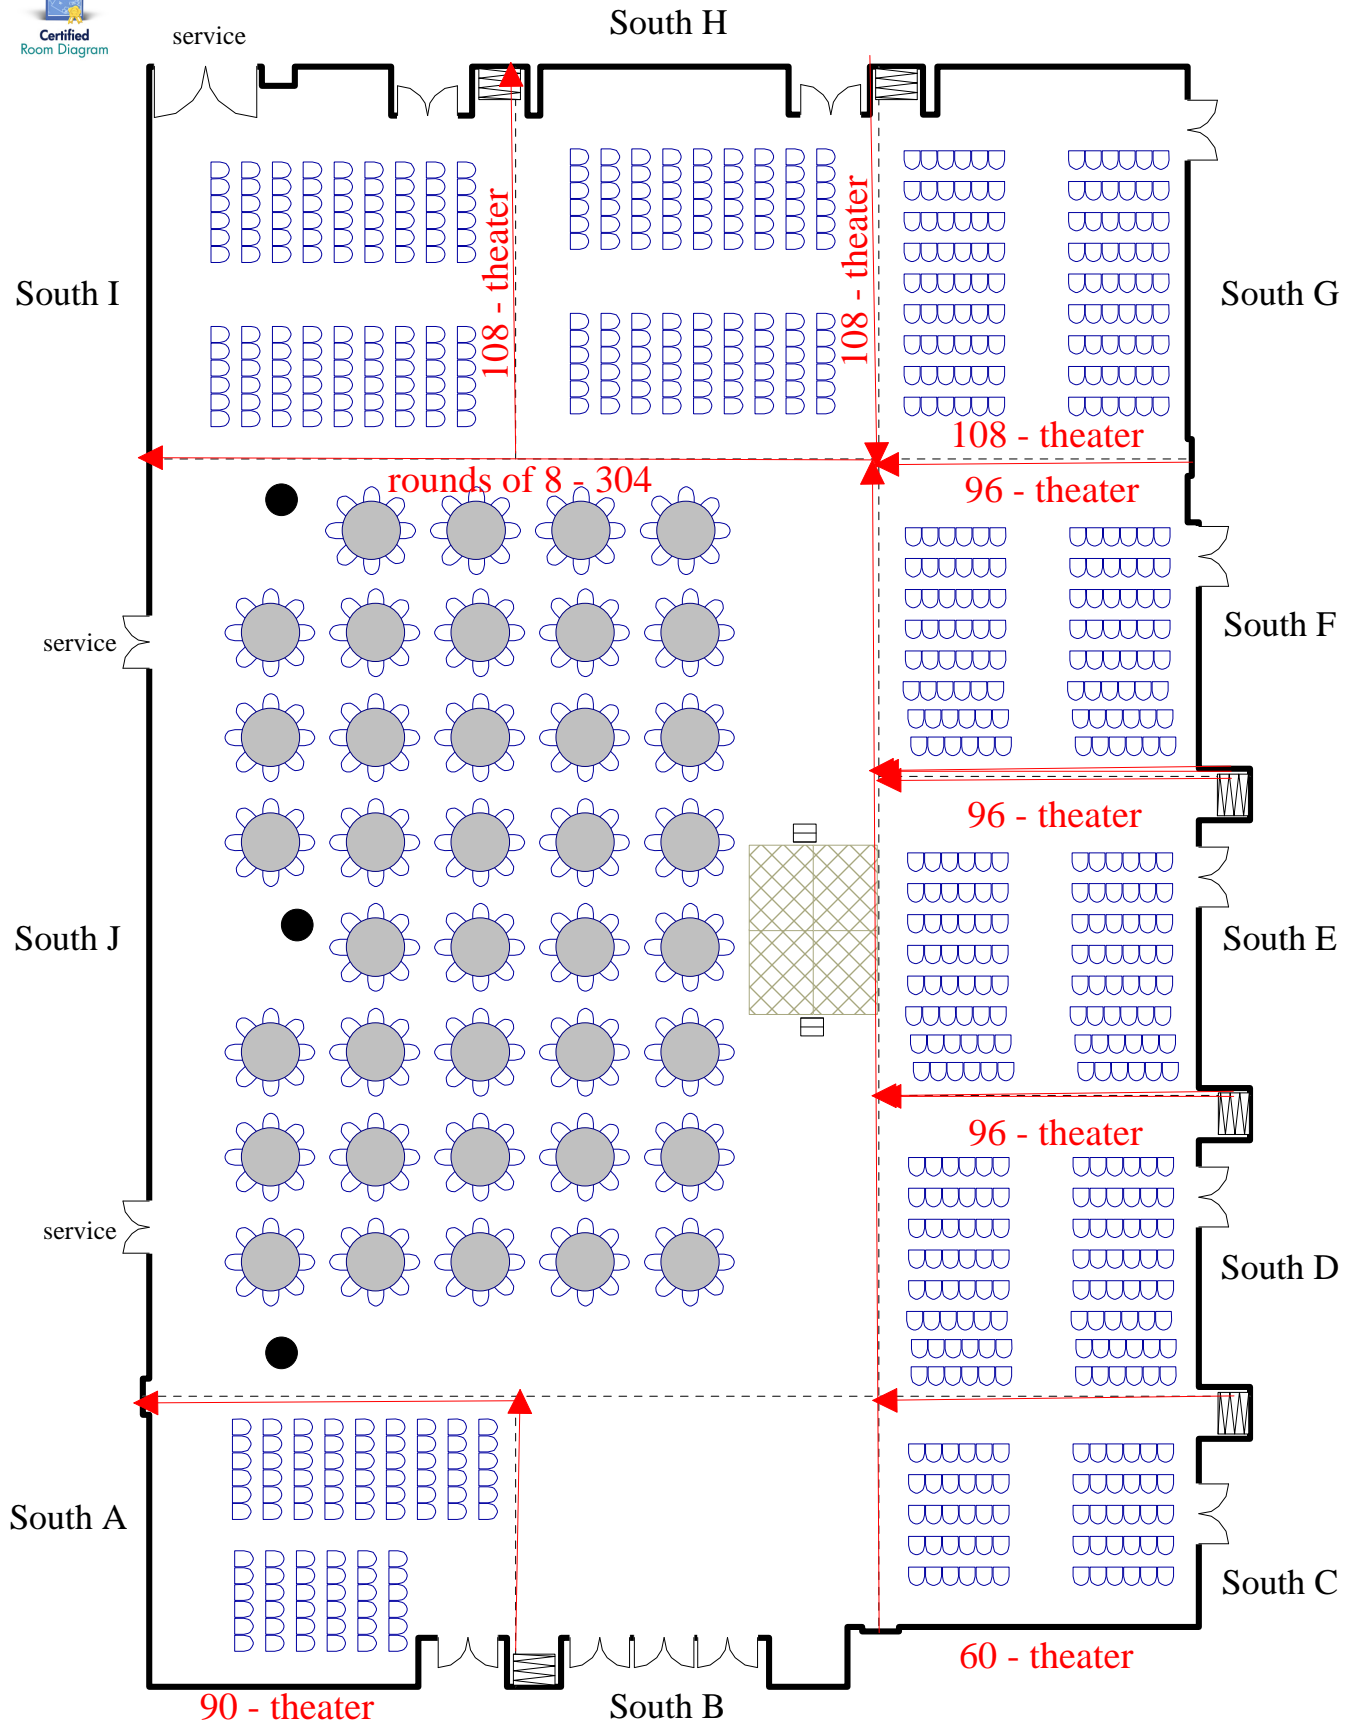 South H
Certified
Room Diagram
service
108 - theater
108 - theater
South I
South G
108 - theater
rounds of 8 - 304
96 - theater
service
South F
96 - theater
South J
South E
96 - theater
service
South D
South A
South C
60 - theater
90 - theater
South B